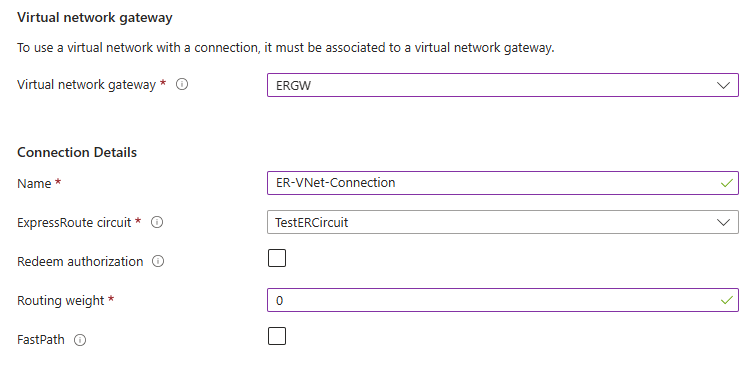 Virtual network gateway
To use a virtual network with a connection, it must be associated to a virtual network gateway.
Virtual network gateway * ERGW
Connection Details
Name * ER-VNet-Connection
ExpressRoute circuit * TestERCircuit
Redeem authorization
Routing weight * 0
FastPath